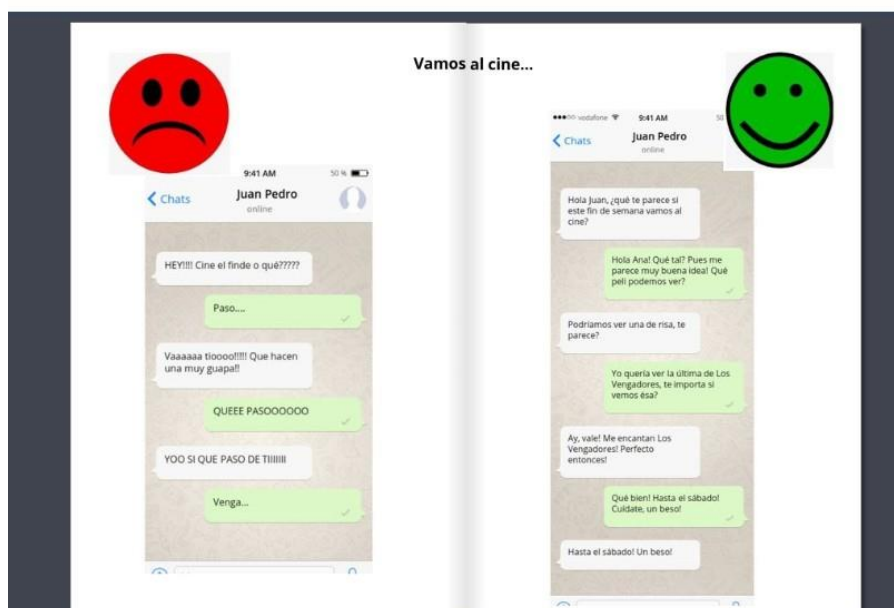 Vamos al cine...
9:41 AM
50 %
Chats
Juan Pedro
online
HEY!!!! Cine el finde o qué?????
Paso....
Vaaaaaa tioooo!!!!! Que hacen
una muy guapa!!
QUEEE PASOOOOOO
YOO SI QUE PASO DE TIIIIIII
Venga...
vodafone
9:41 AM
50
Chats
Juan Pedro
online
Hola Juan, ¿qué te parece si
este fin de semana vamos al
cine?
Hola Ana! Qué tal? Pues me
parece muy buena idea! Qué
peli podemos ver?
Podríamos ver una de risa, te
parece?
Yo quería ver la última de Los
Vengadores, te importa si
vemos ésa?
Ay, vale! Me encantan Los
Vengadores! Perfecto
entonces!
Qué bien! Hasta el sábado!
Cuídate, un beso!
Hasta el sábado! Un beso!